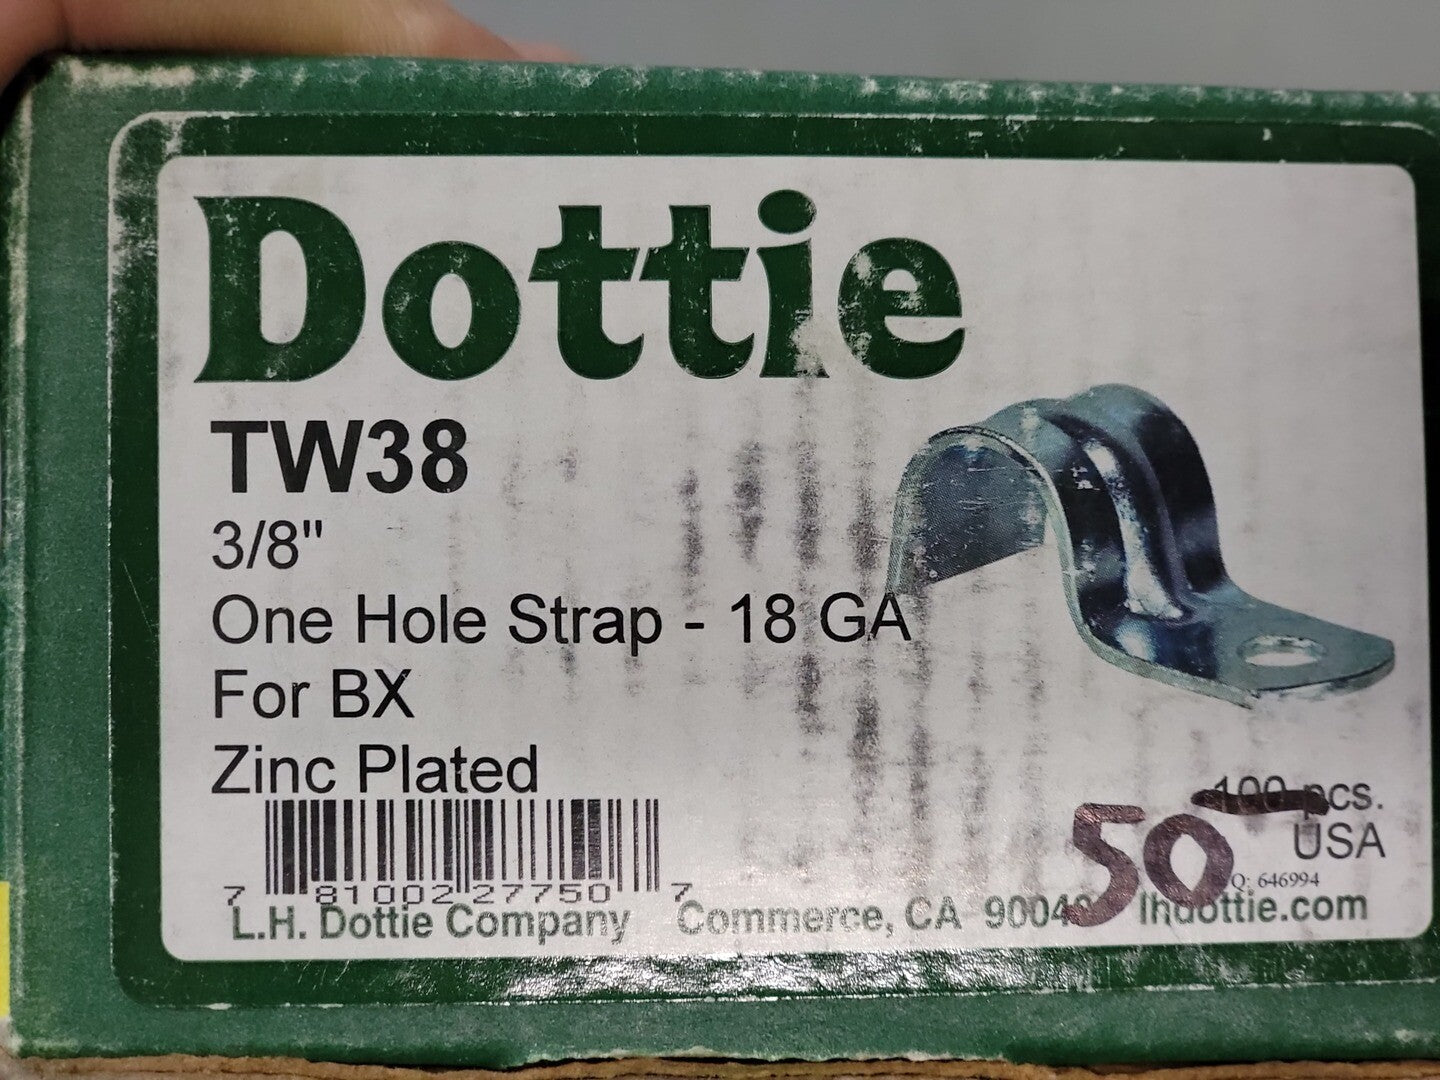 Dottie
TW38
3/8"
One Hole Strap - 18 GA
For BX
Zinc Plated
100 pcs.
50
USA
7 81002 27750 7
Q: 646994
L.H. Dottie Company Commerce, CA 90040 lhdottie.com